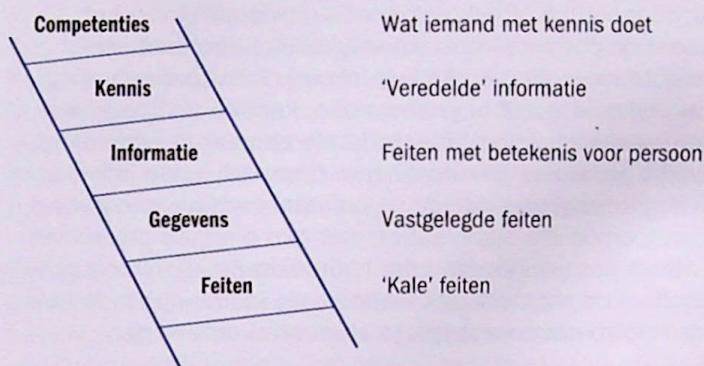 Competenties Wat iemand met kennis doet
Kennis ‘Veredelde’ informatie
Informatie Feiten met betekenis voor persoon
Gegevens Vastgelegde feiten
Feiten ‘Kale’ feiten